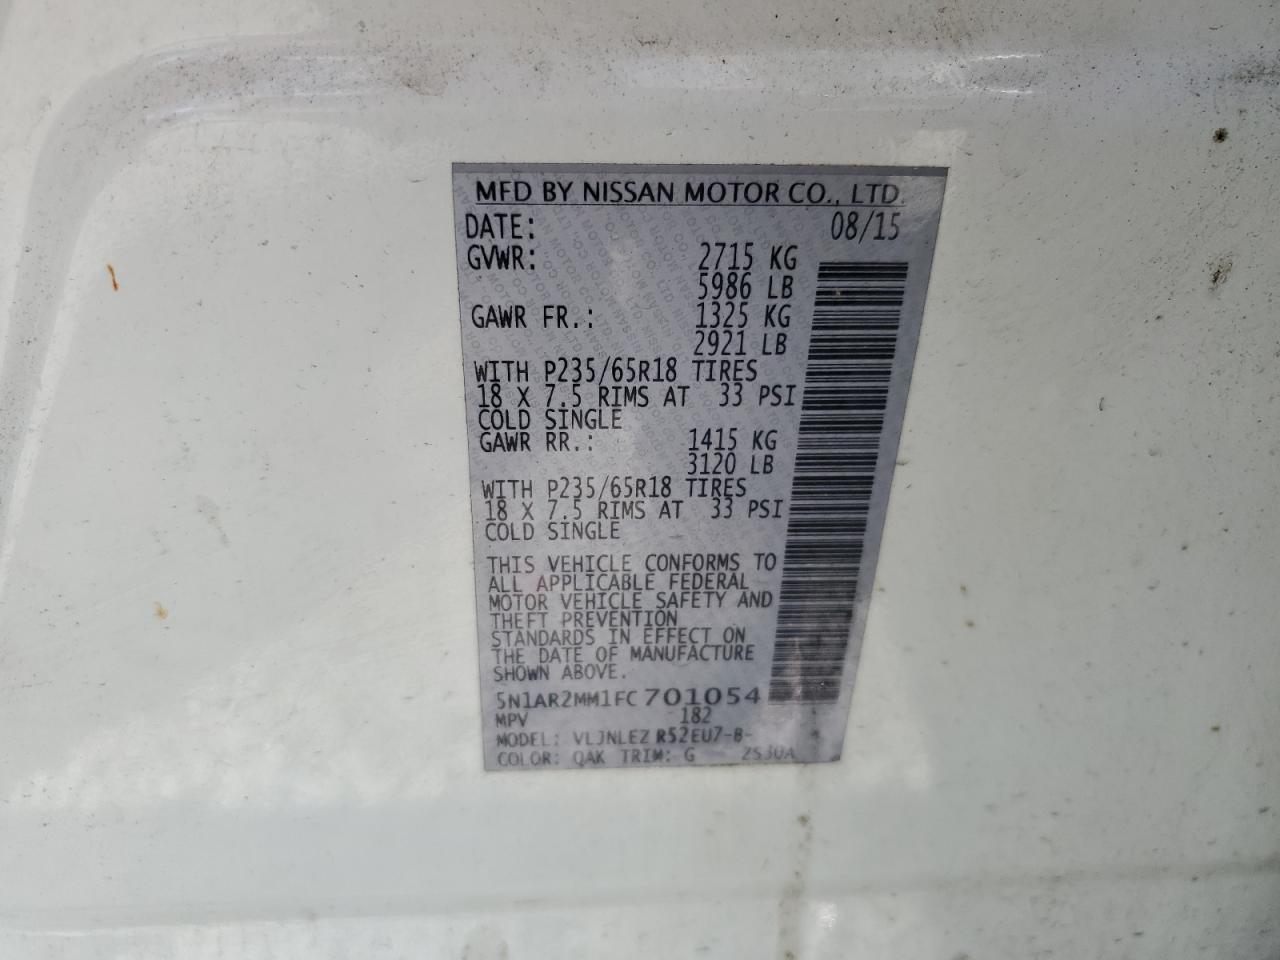 MFD BY NISSAN MOTOR CO., LTD.
DATE: 08/15
GVWR: 2715 KG
5986 LB
GAWR FR.: 1325 KG
2921 LB
WITH P235/65R18 TIRES
18 X 7.5 RIMS AT 33 PSI
COLD SINGLE
GAWR RR.: 1415 KG
3120 LB
WITH P235/65R18 TIRES
18 X 7.5 RIMS AT 33 PSI
COLD SINGLE
THIS VEHICLE CONFORMS TO
ALL APPLICABLE FEDERAL
MOTOR VEHICLE SAFETY AND
THEFT PREVENTION
STANDARDS IN EFFECT ON
THE DATE OF MANUFACTURE
SHOWN ABOVE.
5N1AR2MM1FC701054
MPV 182
MODEL: VLJNLEZ R52EU7-B-
COLOR: QAK TRIM: G 2S30A